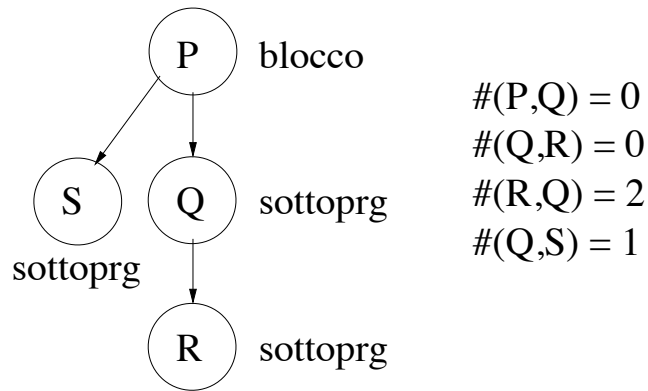 P blocco
S Q sottoprg
sottoprg
R sottoprg
#(P,Q) = 0
#(Q,R) = 0
#(R,Q) = 2
#(Q,S) = 1